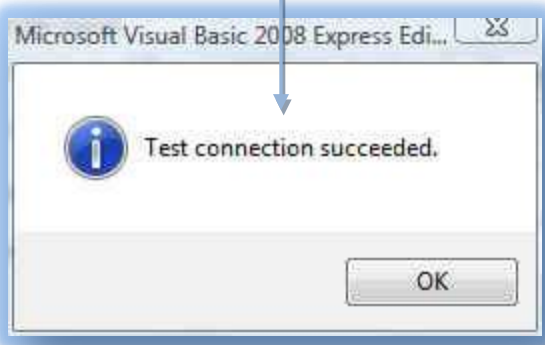 Microsoft Visual Basic 2008 Express Edi...
Test connection succeeded.
OK